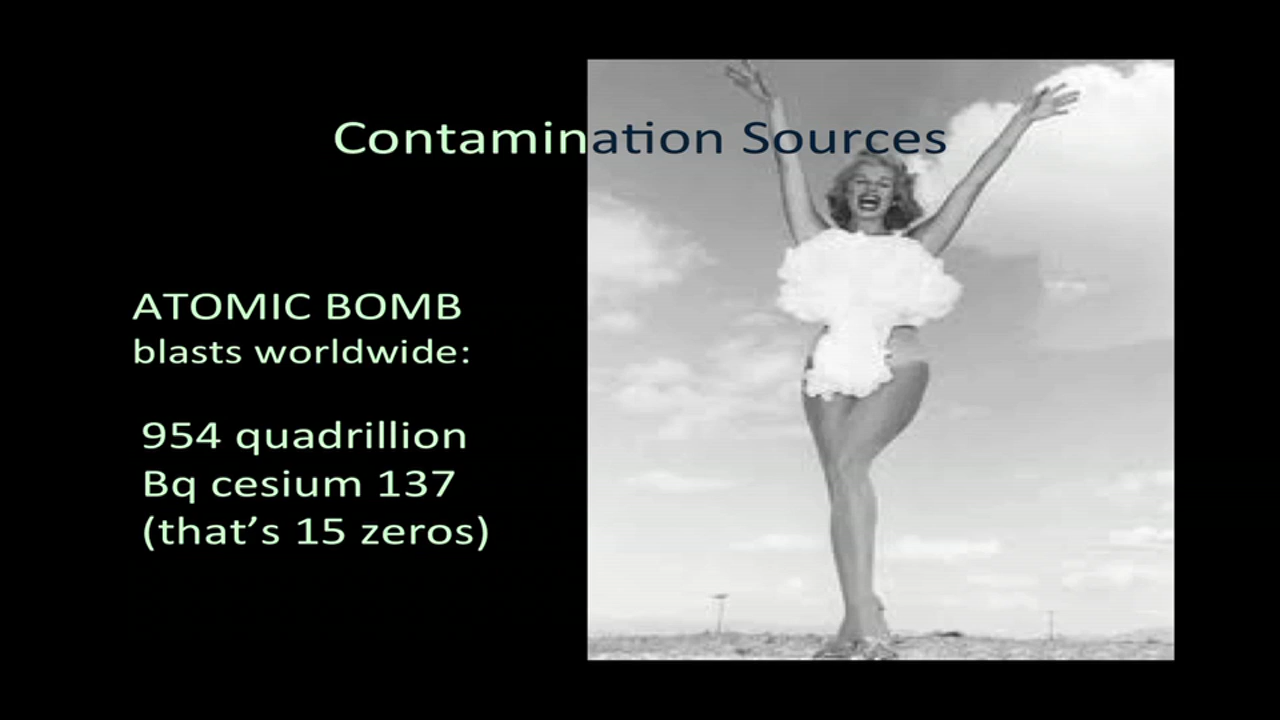 Contamination Sources
ATOMIC BOMB
blasts worldwide:
954 quadrillion
Bq cesium 137
(that’s 15 zeros)